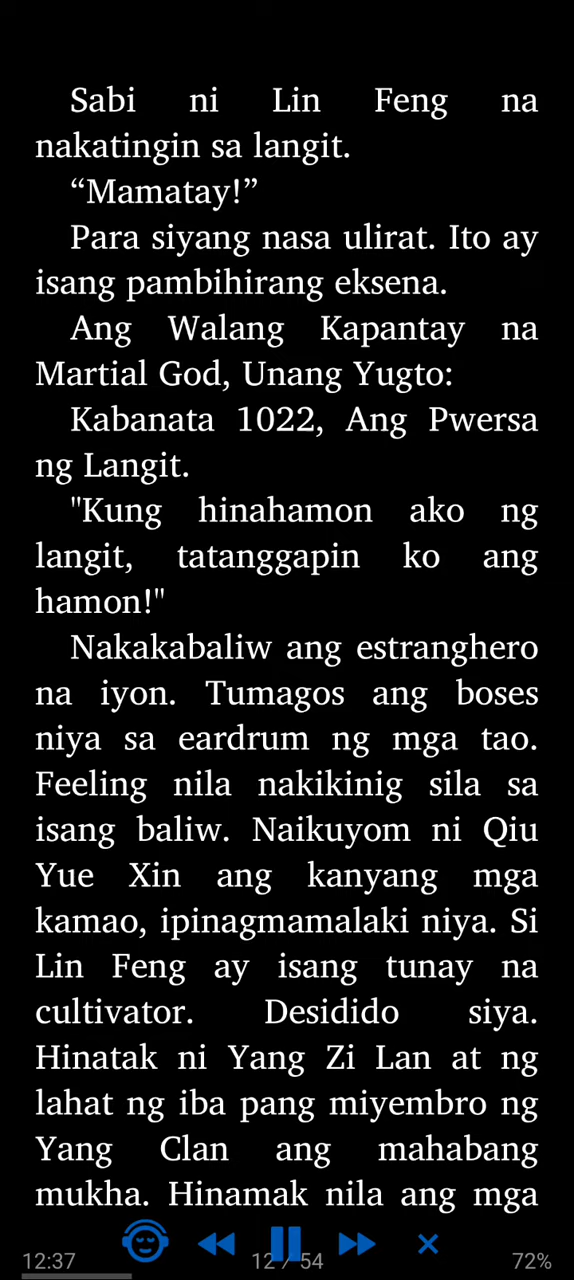 Sabi ni Lin Feng na
nakatingin sa langit.
“Mamatay!”
Para siyang nasa ulirat. Ito ay
isang pambihirang eksena.
Ang Walang Kapantay na
Martial God, Unang Yugto:
Kabanata 1022, Ang Pwersa
ng Langit.
"Kung hinahamon ako ng
langit, tatanggapin ko ang
hamon!"
Nakakabaliw ang estranghero
na iyon. Tumagos ang boses
niya sa eardrum ng mga tao.
Feeling nila nakikinig sila sa
isang baliw. Naikuyom ni Qiu
Yue Xin ang kanyang mga
kamao, ipinagmamalaki niya. Si
Lin Feng ay isang tunay na
cultivator. Desidido siya.
Hinatak ni Yang Zi Lan at ng
lahat ng iba pang miyembro ng
Yang Clan ang mahabang
mukha. Hinamak nila ang mga
12:37 12 / 54 72%